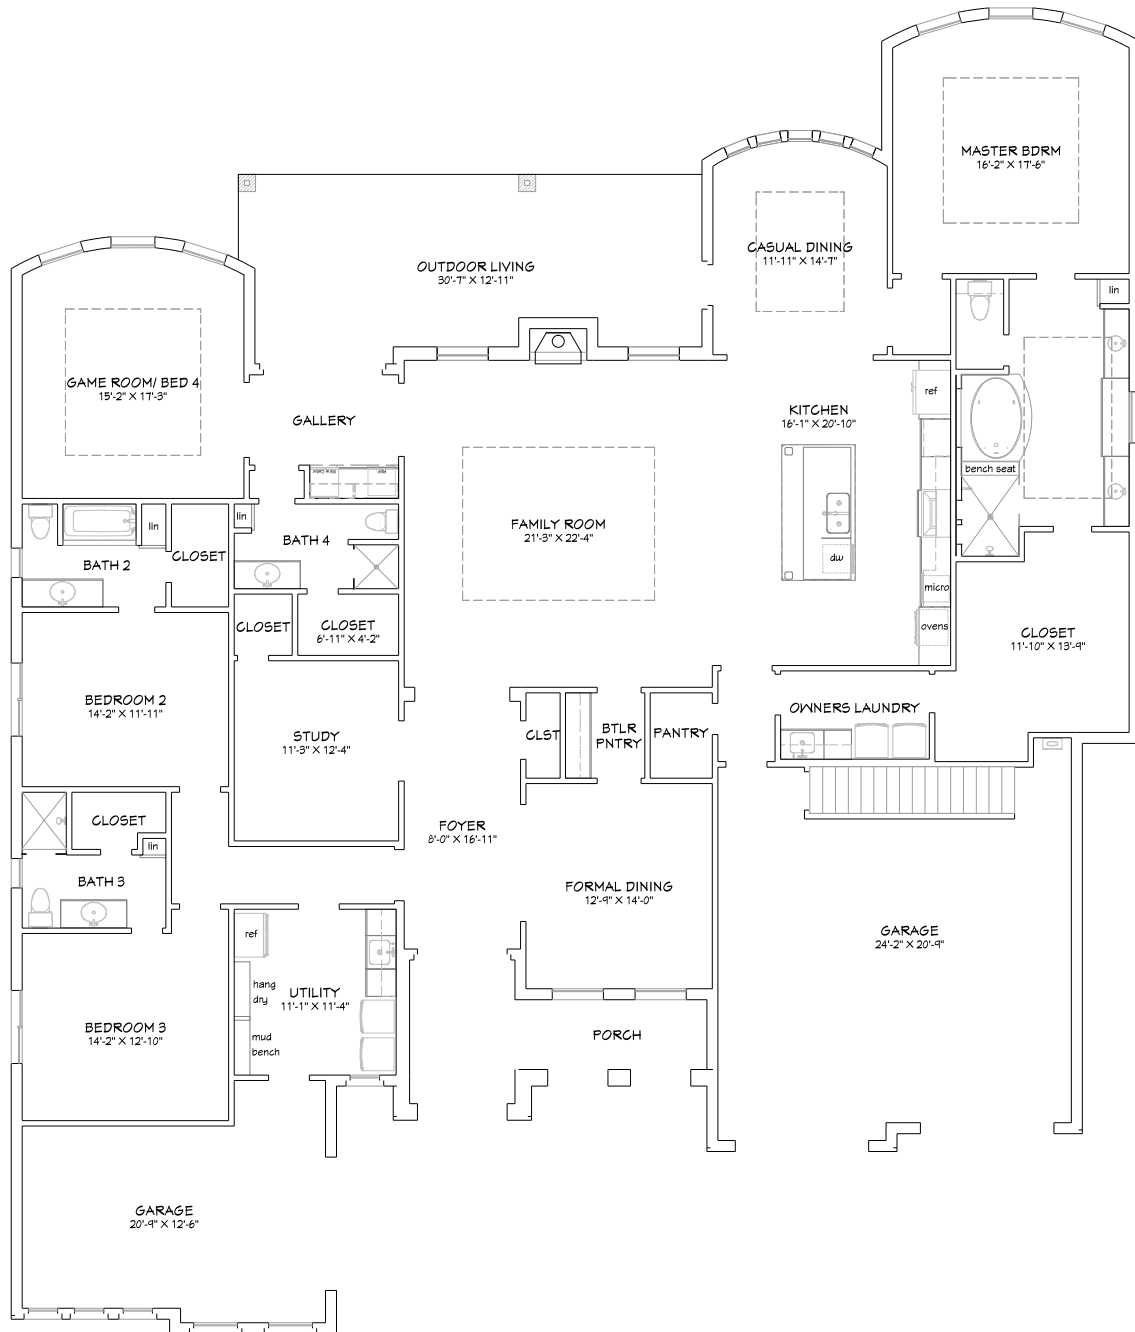 MASTER BDRM
16'-2" X 17'-6"
CASUAL DINING
11'-11" X 14'-7"
OUTDOOR LIVING
30'-7" X 12'-11"
lin
GAME ROOM/ BED 4
15'-2" X 17'-3"
ref
GALLERY
KITCHEN
16'-1" X 20'-10"
bench seat
lin
lin
FAMILY ROOM
21'-3" X 22'-4"
BATH 4
CLOSET
BATH 2
dw
micro
CLOSET
CLOSET
6'-11" X 4'-2"
ovens
CLOSET
11'-10" X 13'-9"
BEDROOM 2
14'-2" X 11'-11"
OWNERS LAUNDRY
STUDY
11'-3" X 12'-4"
CLST
BTLR
PNTRY
PANTRY
CLOSET
lin
FOYER
8'-0" X 16'-11"
BATH 3
FORMAL DINING
12'-9" X 14'-0"
ref
GARAGE
24'-2" X 20'-9"
hang
dry
UTILITY
11'-1" X 11'-4"
BEDROOM 3
14'-2" X 12'-10"
mud
bench
PORCH
GARAGE
20'-9" X 12'-6"